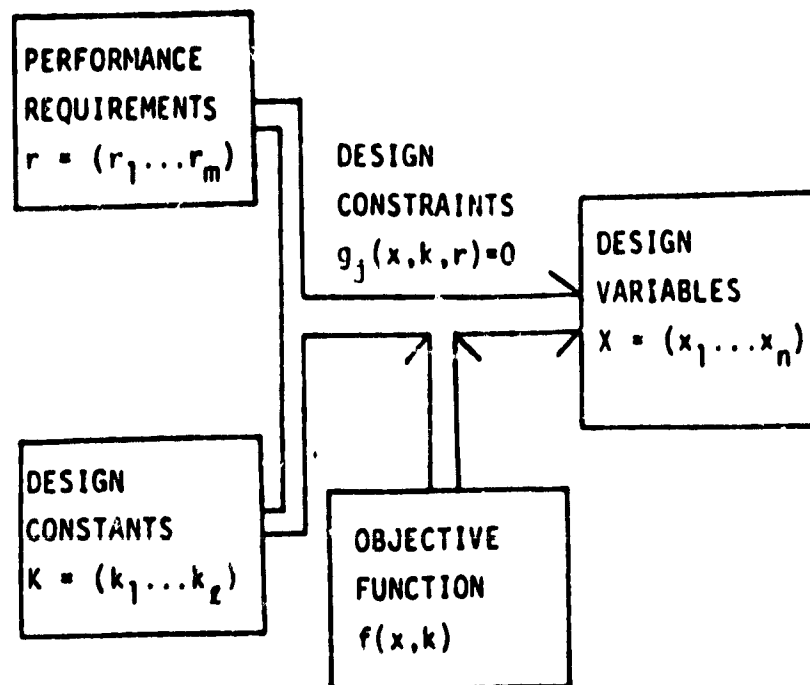 PERFORMANCE
REQUIREMENTS
r = (r₁...rₘ)
DESIGN
CONSTRAINTS
gⱼ(x,k,r)=0
DESIGN
VARIABLES
X = (x₁...xₙ)
DESIGN
CONSTANTS
K = (k₁...kℓ)
OBJECTIVE
FUNCTION
f(x,k)